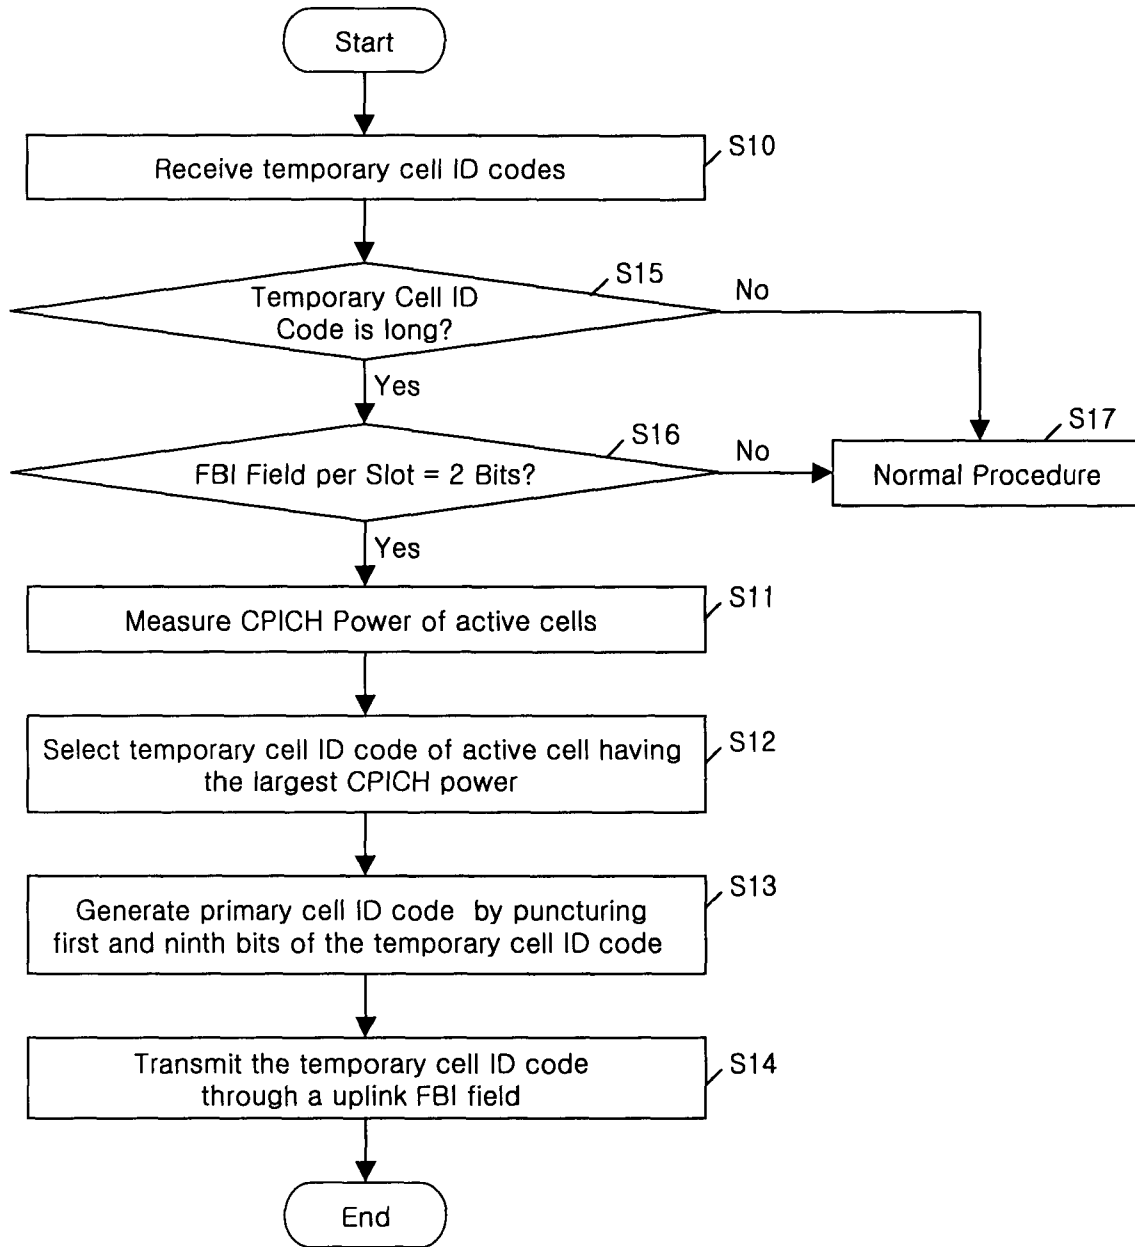 Start
Receive temporary cell ID codes
S10
Temporary Cell ID
Code is long?
S15
No
Yes
FBI Field per Slot = 2 Bits?
S16
No
S17
Normal Procedure
Yes
Measure CPICH Power of active cells
S11
Select temporary cell ID code of active cell having
the largest CPICH power
S12
Generate primary cell ID code by puncturing
first and ninth bits of the temporary cell ID code
S13
Transmit the temporary cell ID code
through a uplink FBI field
S14
End